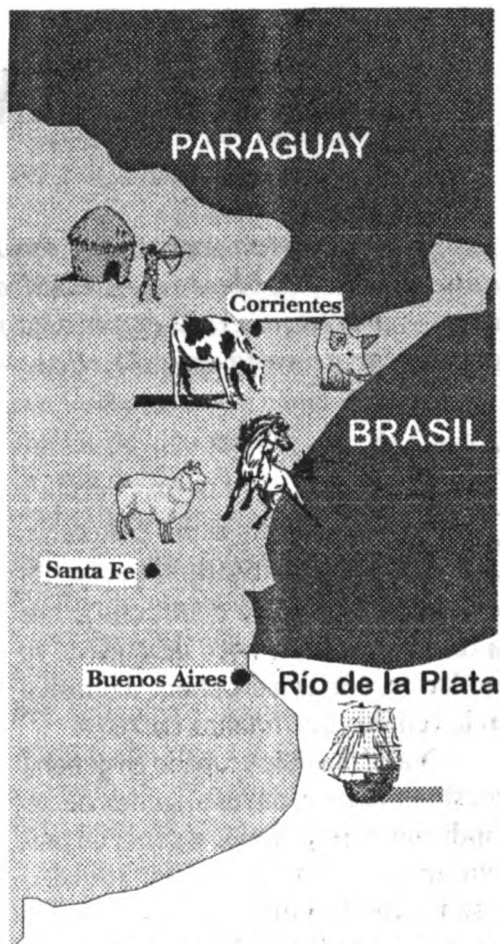 PARAGUAY
Corrientes
BRASIL
Santa Fe
Buenos Aires
Río de la Plata